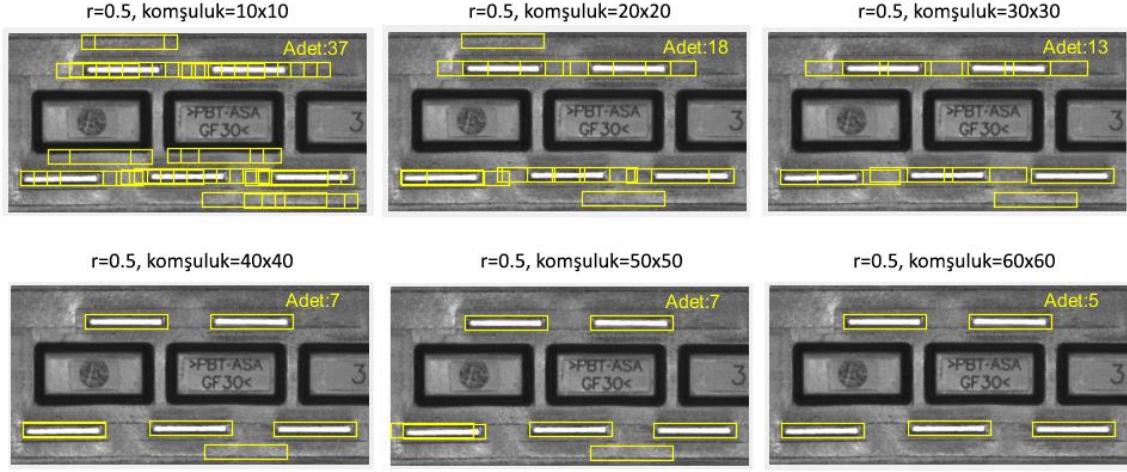 r=0.5, komşuluk=10x10
Adet:37
>PBT-ASA
GF30<
3
r=0.5, komşuluk=20x20
Adet:18
>PBT-ASA
GF30<
3
r=0.5, komşuluk=30x30
Adet:13
>PBT-ASA
GF30<
3
r=0.5, komşuluk=40x40
Adet:7
>PBT-ASA
GF30<
3
r=0.5, komşuluk=50x50
Adet:7
>PBT-ASA
GF30<
3
r=0.5, komşuluk=60x60
Adet:5
>PBT-ASA
GF30<
3